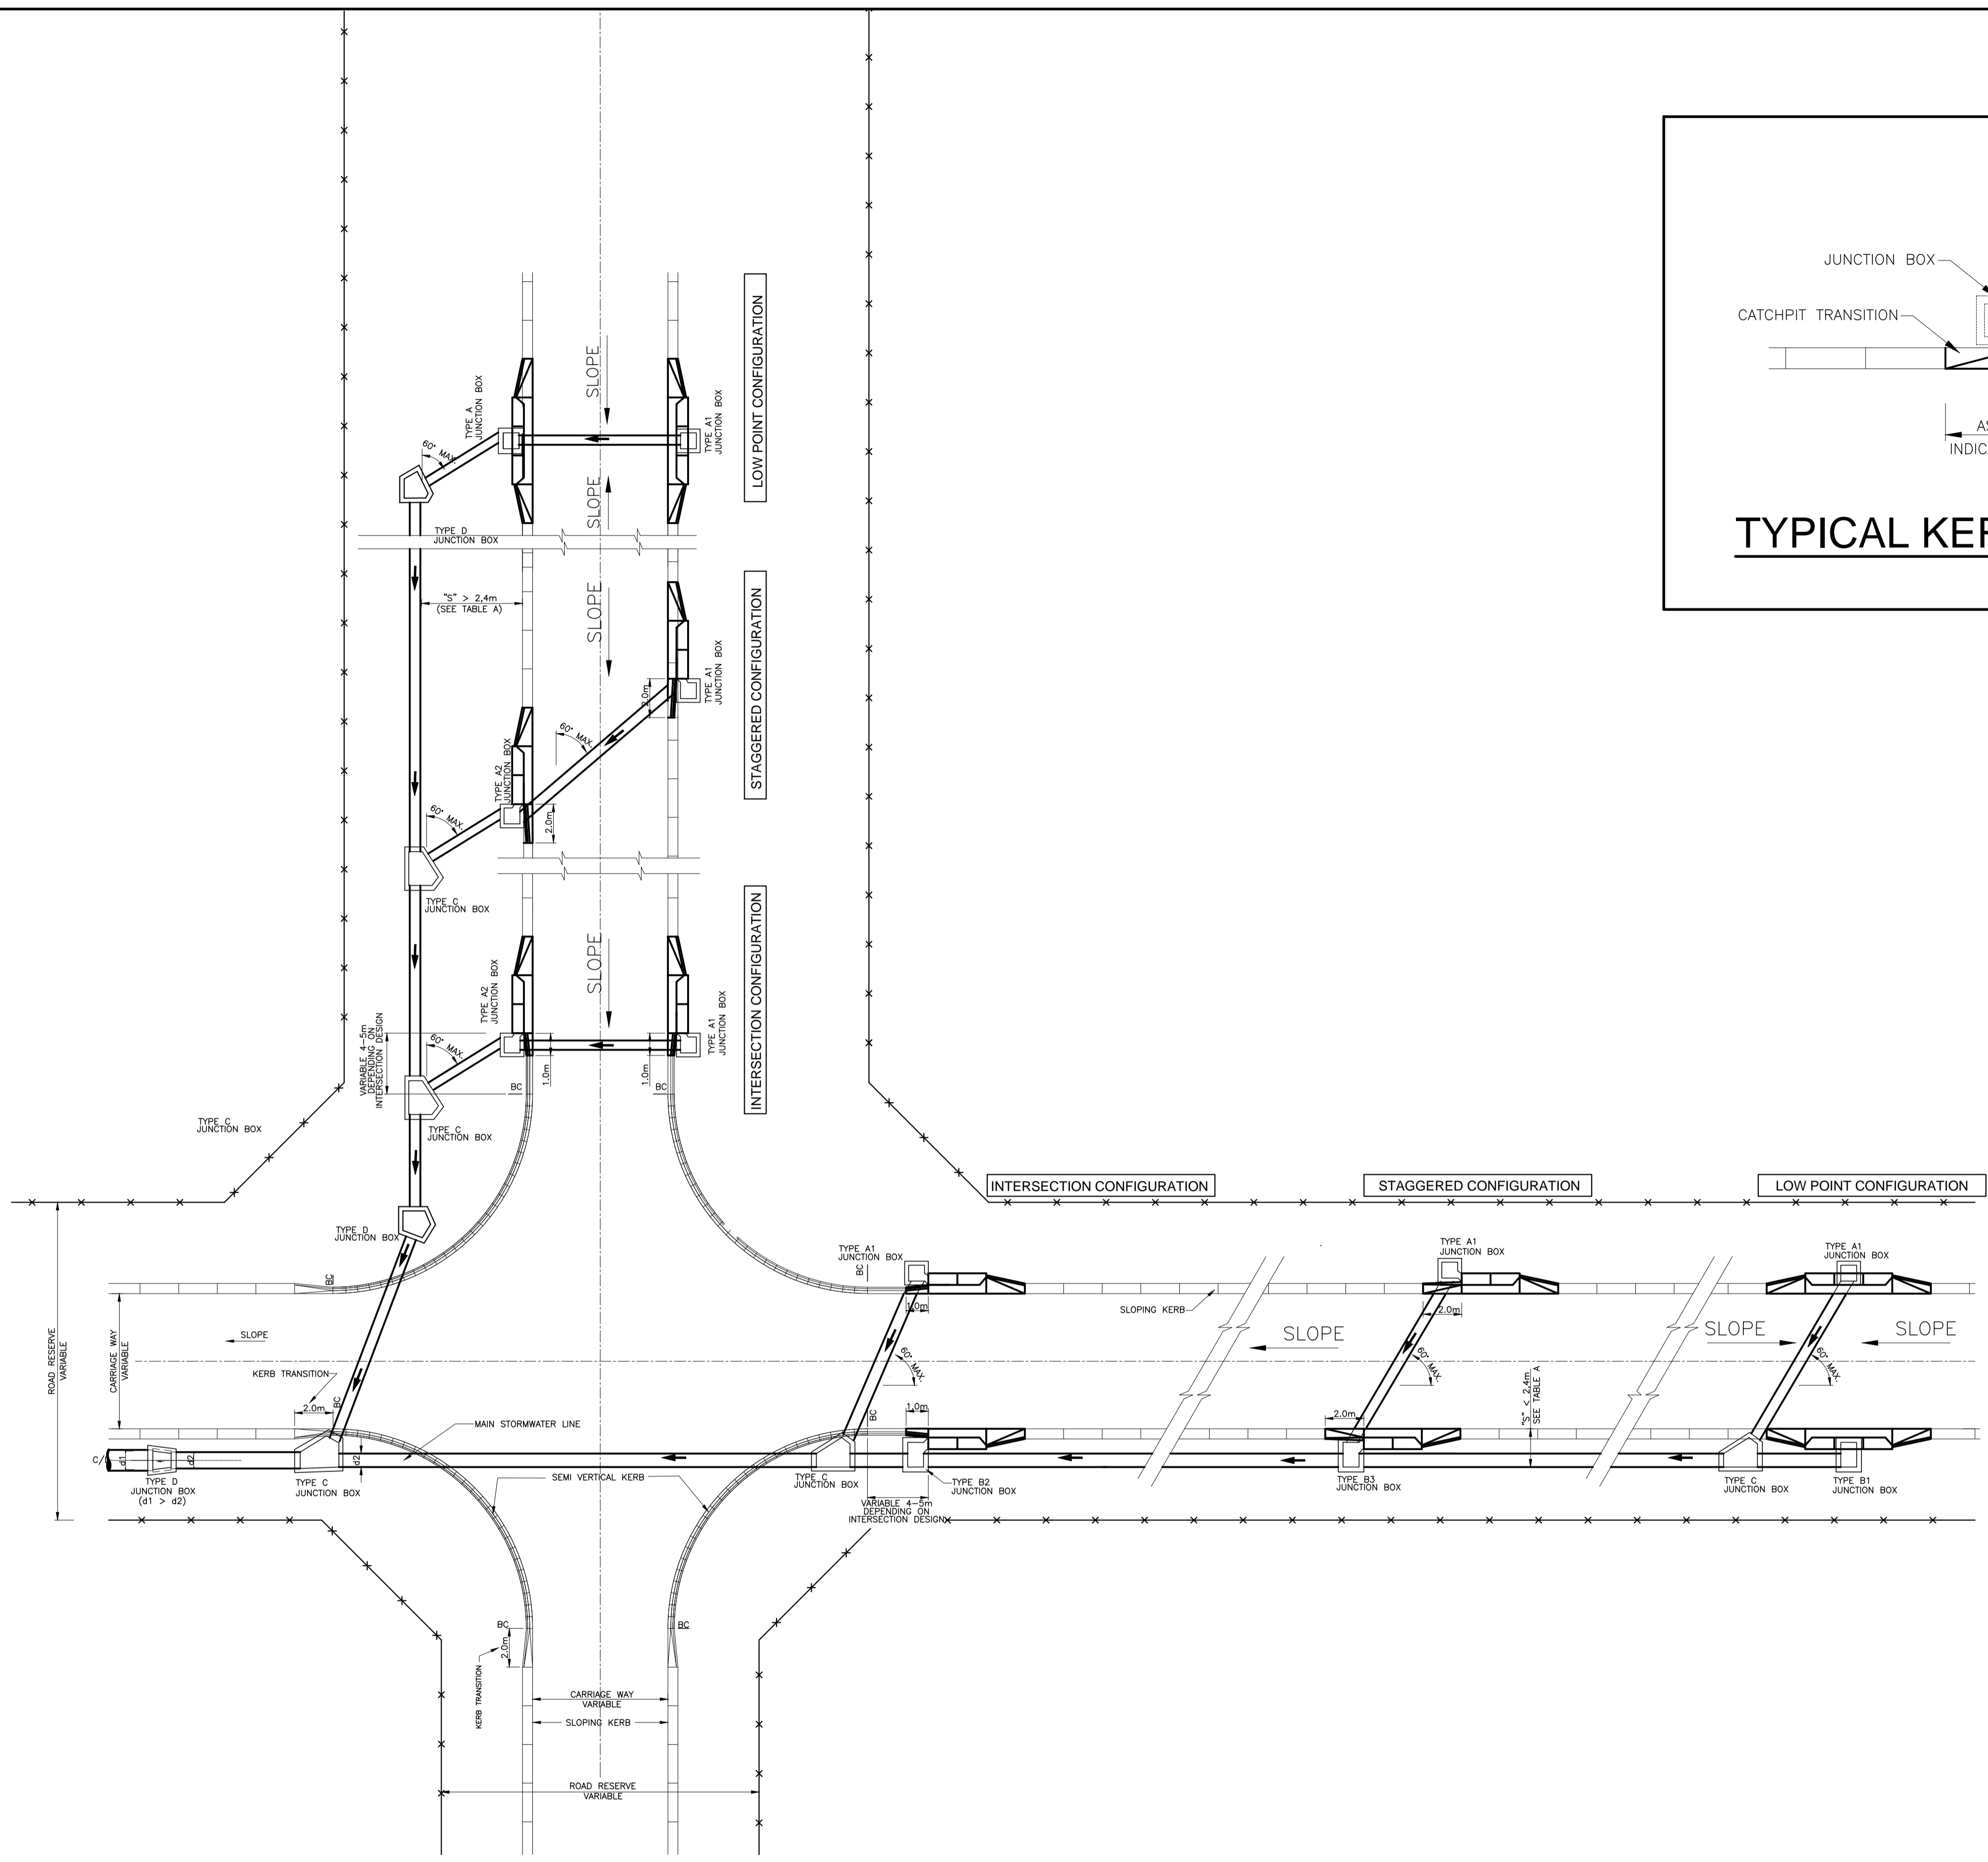 JUNCTION BOX
CATCHPIT TRANSITION
INDIC
TYPICAL KER
SLOPE
LOW POINT CONFIGURATION
TYPE A
JUNCTION BOX
TYPE A1
JUNCTION BOX
60° MAX.
SLOPE
TYPE D
JUNCTION BOX
"S" > 2,4m
(SEE TABLE A)
SLOPE
STAGGERED CONFIGURATION
TYPE A1
JUNCTION BOX
2.0m
60° MAX.
TYPE A2
JUNCTION BOX
60° MAX.
2.0m
TYPE C
JUNCTION BOX
SLOPE
INTERSECTION CONFIGURATION
TYPE A2
JUNCTION BOX
TYPE A1
JUNCTION BOX
VARIABLE 4-5m
DEPENDING ON
INTERSECTION DESIGN
60° MAX.
1.0m
1.0m
BC
BC
TYPE C
JUNCTION BOX
TYPE C
JUNCTION BOX
INTERSECTION CONFIGURATION
STAGGERED CONFIGURATION
LOW POINT CONFIGURATION
TYPE D
JUNCTION BOX
TYPE A1
JUNCTION BOX
TYPE A1
JUNCTION BOX
TYPE A1
JUNCTION BOX
BC
BC
1.0m
SLOPING KERB
2.0m
ROAD RESERVE
VARIABLE
CARRIAGE WAY
VARIABLE
SLOPE
SLOPE
SLOPE
SLOPE
60° MAX.
60° MAX.
60° MAX.
KERB TRANSITION
2.0m
BC
BC
1.0m
2.0m
"S" < 2,4m
SEE TABLE A
MAIN STORMWATER LINE
C/
d1
d2
d2
TYPE D
JUNCTION BOX
(d1 > d2)
TYPE C
JUNCTION BOX
SEMI VERTICAL KERB
TYPE C
JUNCTION BOX
TYPE B2
JUNCTION BOX
TYPE B3
JUNCTION BOX
TYPE C
JUNCTION BOX
TYPE B1
JUNCTION BOX
VARIABLE 4-5m
DEPENDING ON
INTERSECTION DESIGN
BC
BC
2.0m
KERB TRANSITION
CARRIAGE WAY
VARIABLE
SLOPING KERB
ROAD RESERVE
VARIABLE